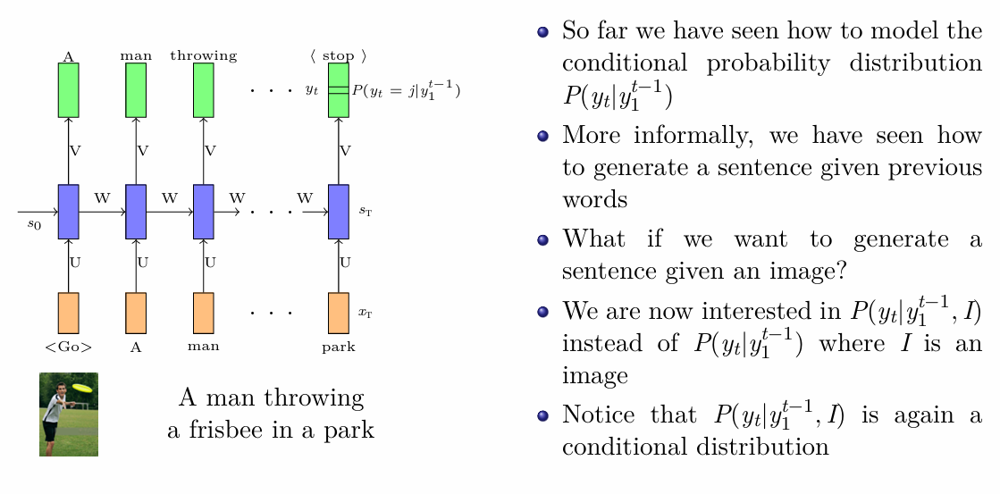 A man throwing ⟨ stop ⟩
y_t P(y_t = j|y_1^{t−1})
V V V V
W W W W
s_0 s_T
U U U U
x_T
<Go> A man park
A man throwing
a frisbee in a park
So far we have seen how to model the
conditional probability distribution
P(y_t|y_1^{t−1})
More informally, we have seen how
to generate a sentence given previous
words
What if we want to generate a
sentence given an image?
We are now interested in P(y_t|y_1^{t−1}, I)
instead of P(y_t|y_1^{t−1}) where I is an
image
Notice that P(y_t|y_1^{t−1}, I) is again a
conditional distribution